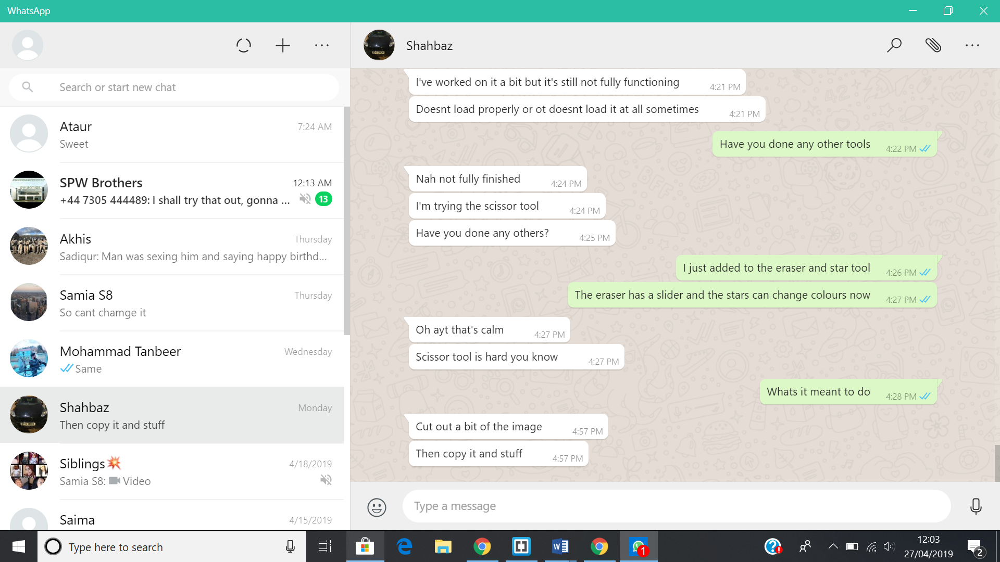 WhatsApp
Search or start new chat
Ataur
7:24 AM
Sweet
SPW Brothers
12:13 AM
+44 7305 444489: I shall try that out, gonna ...
13
Akhis
Thursday
Sadiqur: Man was sexing him and saying happy birthd...
Samia S8
Thursday
So cant chamge it
Mohammad Tanbeer
Wednesday
Same
Shahbaz
Monday
Then copy it and stuff
Siblings
4/18/2019
Samia S8: Video
Saima
4/15/2019
Shahbaz
I've worked on it a bit but it's still not fully functioning
4:21 PM
Doesnt load properly or ot doesnt load it at all sometimes
4:21 PM
Have you done any other tools
4:22 PM
Nah not fully finished
4:24 PM
I'm trying the scissor tool
4:24 PM
Have you done any others?
4:25 PM
I just added to the eraser and star tool
4:26 PM
The eraser has a slider and the stars can change colours now
4:27 PM
Oh ayt that's calm
4:27 PM
Scissor tool is hard you know
4:27 PM
Whats it meant to do
4:28 PM
Cut out a bit of the image
4:57 PM
Then copy it and stuff
4:57 PM
Type a message
Type here to search
1
12:03
27/04/2019
2